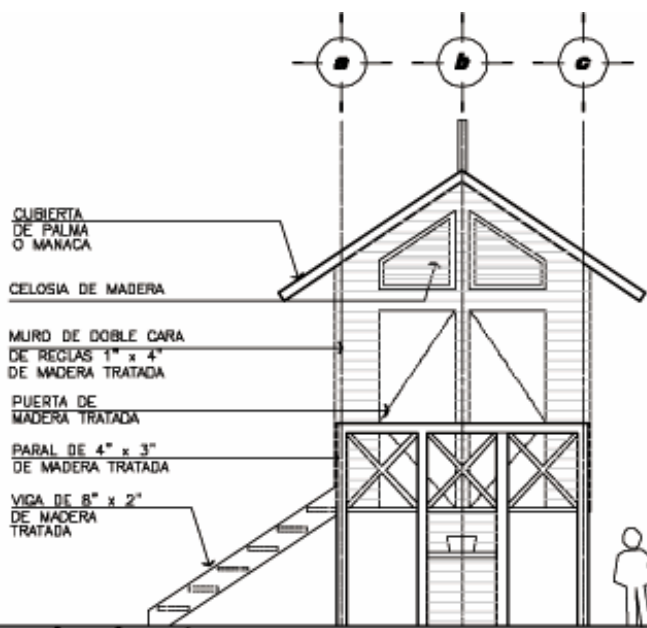 a b c
CUBIERTA
DE PALMA
O MANACA
CELOSIA DE MADERA
MURO DE DOBLE CARA
DE REGLAS 1" x 4"
DE MADERA TRATADA
PUERTA DE
MADERA TRATADA
PARAL DE 4" x 3"
DE MADERA TRATADA
VIGA DE 8" x 2"
DE MADERA
TRATADA